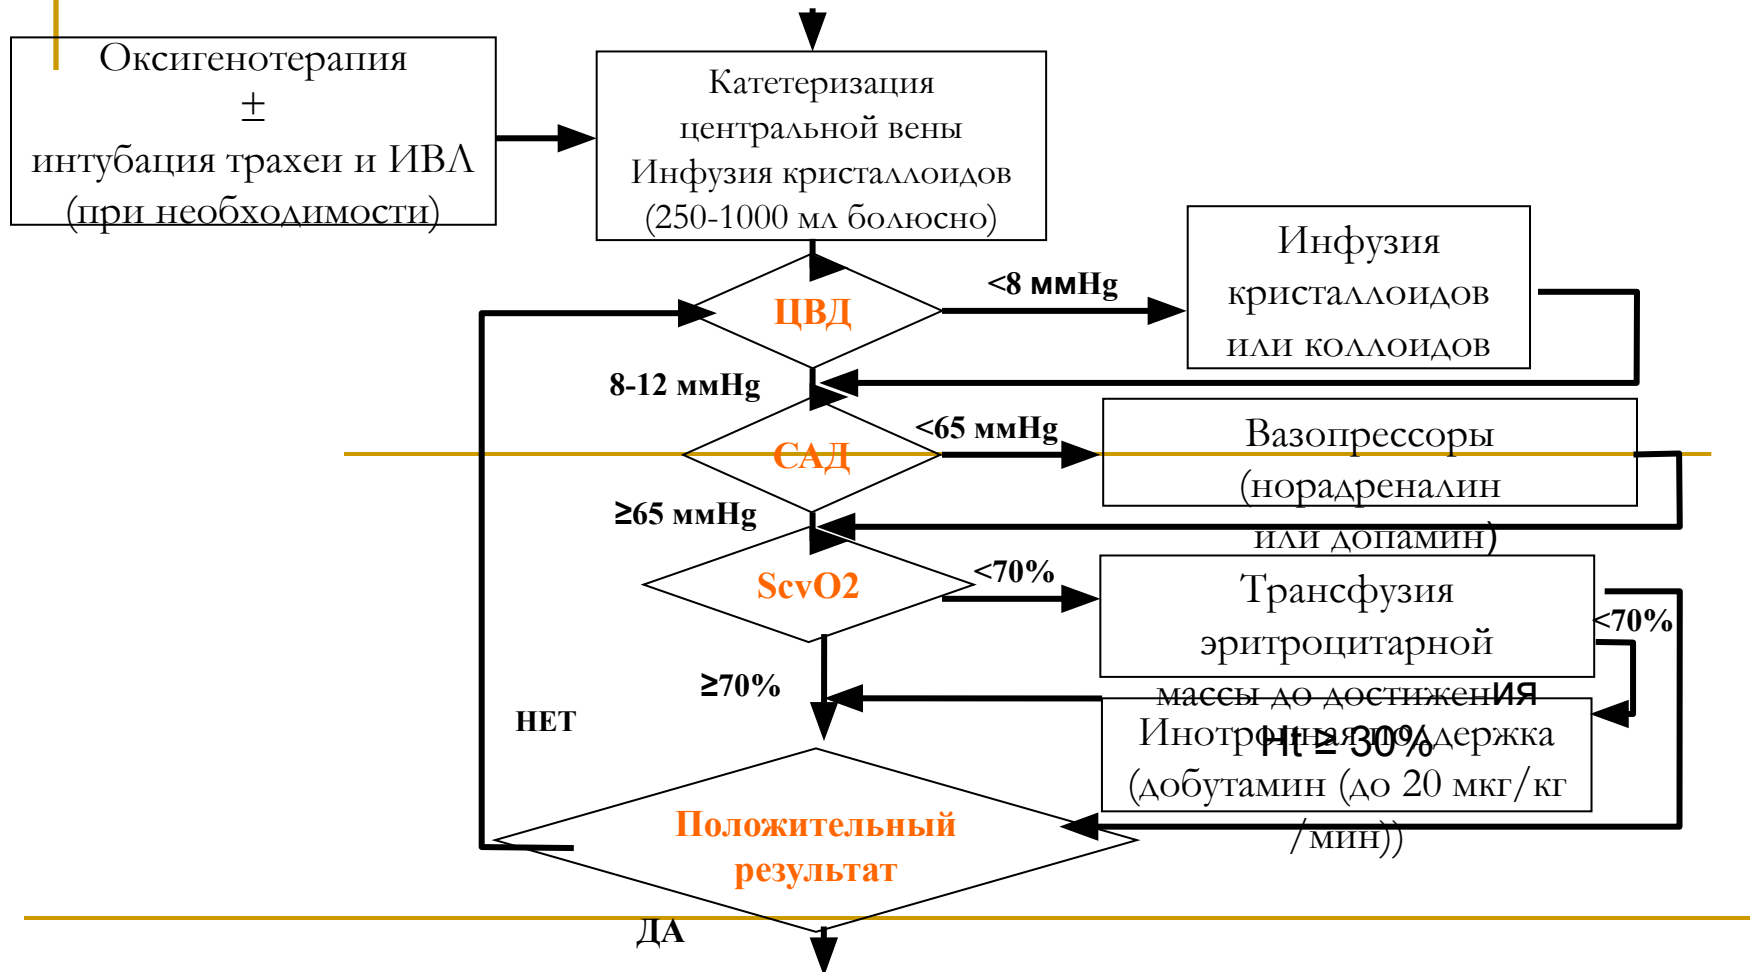 Оксигенотерапия
±
интубация трахеи и ИВЛ
(при необходимости)
Катетеризация
центральной вены
Инфузия кристаллоидов
(250-1000 мл болюсно)
ЦВД
<8 ммHg
Инфузия
кристаллоидов
или коллоидов
8-12 ммHg
САД
<65 ммHg
Вазопрессоры
(норадреналин
или допамин)
≥65 ммHg
ScvO2
<70%
Трансфузия
эритроцитарной
массы до достижения
Ht ≥ 30%
<70%
≥70%
Инотропная поддержка
(добутамин (до 20 мкг/кг
/мин))
НЕТ
Положительный
результат
ДА